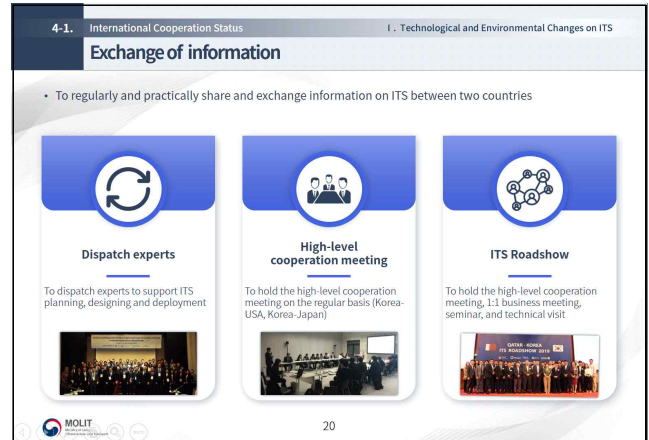 4-1. International Cooperation Status
I . Technological and Environmental Changes on ITS
Exchange of information
• To regularly and practically share and exchange information on ITS between two countries
Dispatch experts
To dispatch experts to support ITS
planning, designing and deployment
High-level
cooperation meeting
To hold the high-level cooperation
meeting on the regular basis (Korea-
USA, Korea-Japan)
ITS Roadshow
To hold the high-level cooperation
meeting, 1:1 business meeting,
seminar, and technical visit
QATAR - KOREA
ITS ROADSHOW 2019
MOLIT
20